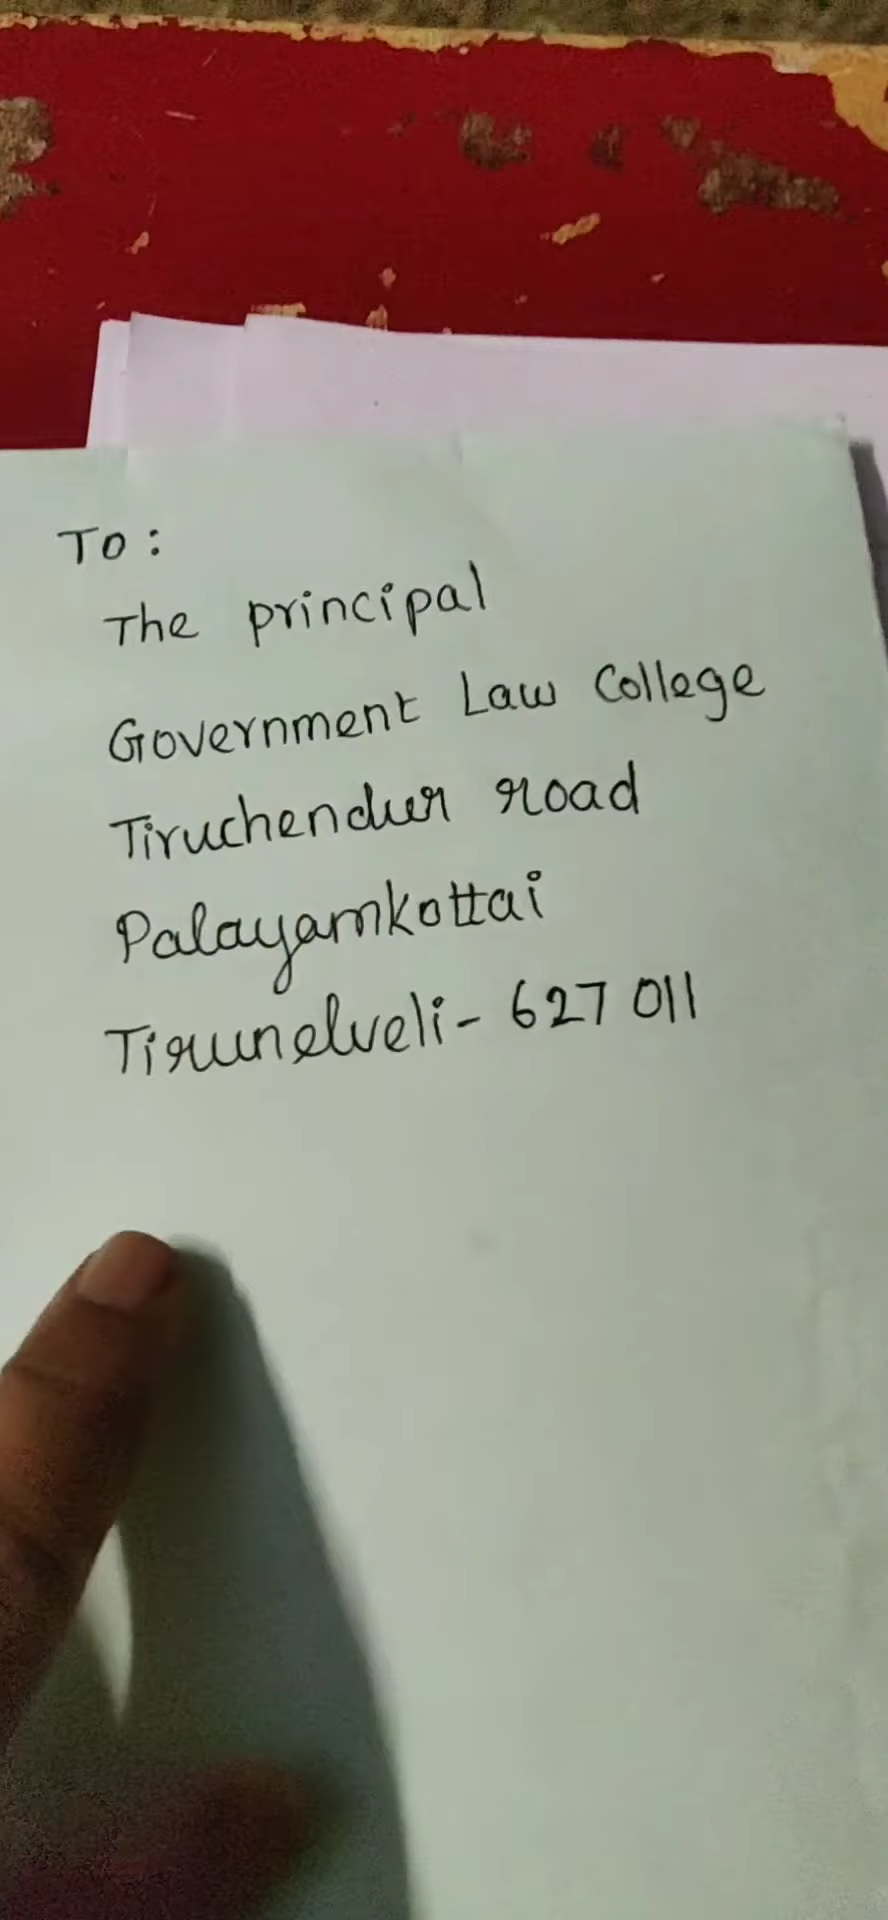 To :
The principal
Government Law College
Tiruchendur road
Palayamkottai
Tirunelveli- 627 011